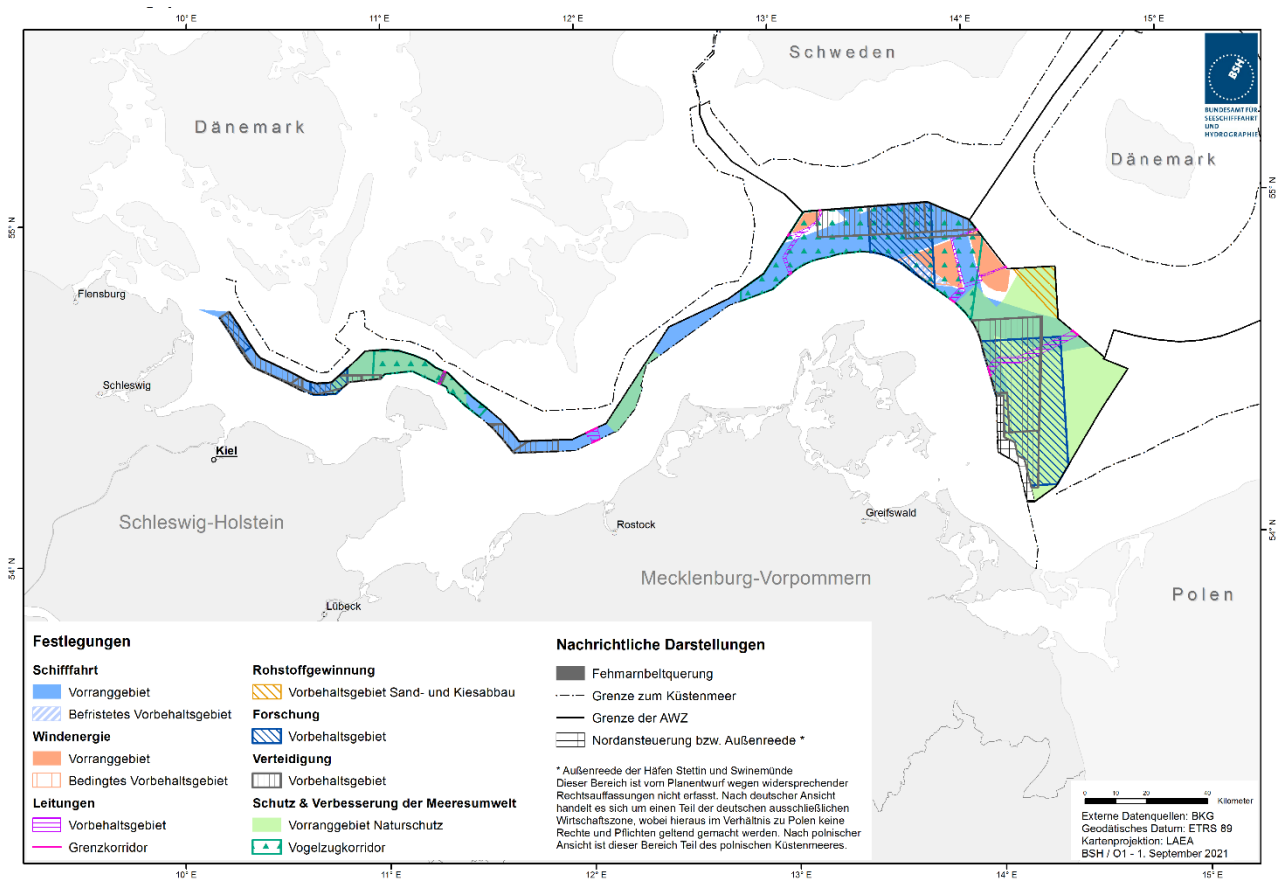 10° E 11° E 12° E 13° E 14° E 15° E
Schweden
BSH
BUNDESAMT FÜR
SEESCHIFFFAHRT
UND
HYDROGRAPHIE
Dänemark
Dänemark
55° N
55° N
Flensburg
Schleswig
Kiel
Schleswig-Holstein
Rostock
Greifswald
54° N
54° N
Mecklenburg-Vorpommern
Polen
Lübeck
Festlegungen
Schifffahrt
Vorranggebiet
Befristetes Vorbehaltsgebiet
Windenergie
Vorranggebiet
Bedingtes Vorbehaltsgebiet
Leitungen
Vorbehaltsgebiet
Grenzkorridor
Rohstoffgewinnung
Vorbehaltsgebiet Sand- und Kiesabbau
Forschung
Vorbehaltsgebiet
Verteidigung
Vorbehaltsgebiet
Schutz & Verbesserung der Meeresumwelt
Vorranggebiet Naturschutz
Vogelzugkorridor
Nachrichtliche Darstellungen
Fehmarnbeltquerung
Grenze zum Küstenmeer
Grenze der AWZ
Nordansteuerung bzw. Außenreede *
* Außenreede der Häfen Stettin und Swinemünde
Dieser Bereich ist vom Planentwurf wegen widersprechender
Rechtsauffassungen nicht erfasst. Nach deutscher Ansicht
handelt es sich um einen Teil der deutschen ausschließlichen
Wirtschaftszone, wobei hieraus im Verhältnis zu Polen keine
Rechte und Pflichten geltend gemacht werden. Nach polnischer
Ansicht ist dieser Bereich Teil des polnischen Küstenmeeres.
0 10 20 40
Kilometer
Externe Datenquellen: BKG
Geodätisches Datum: ETRS 89
Kartenprojektion: LAEA
BSH / O1 - 1. September 2021
10° E 11° E 12° E 13° E 14° E 15° E